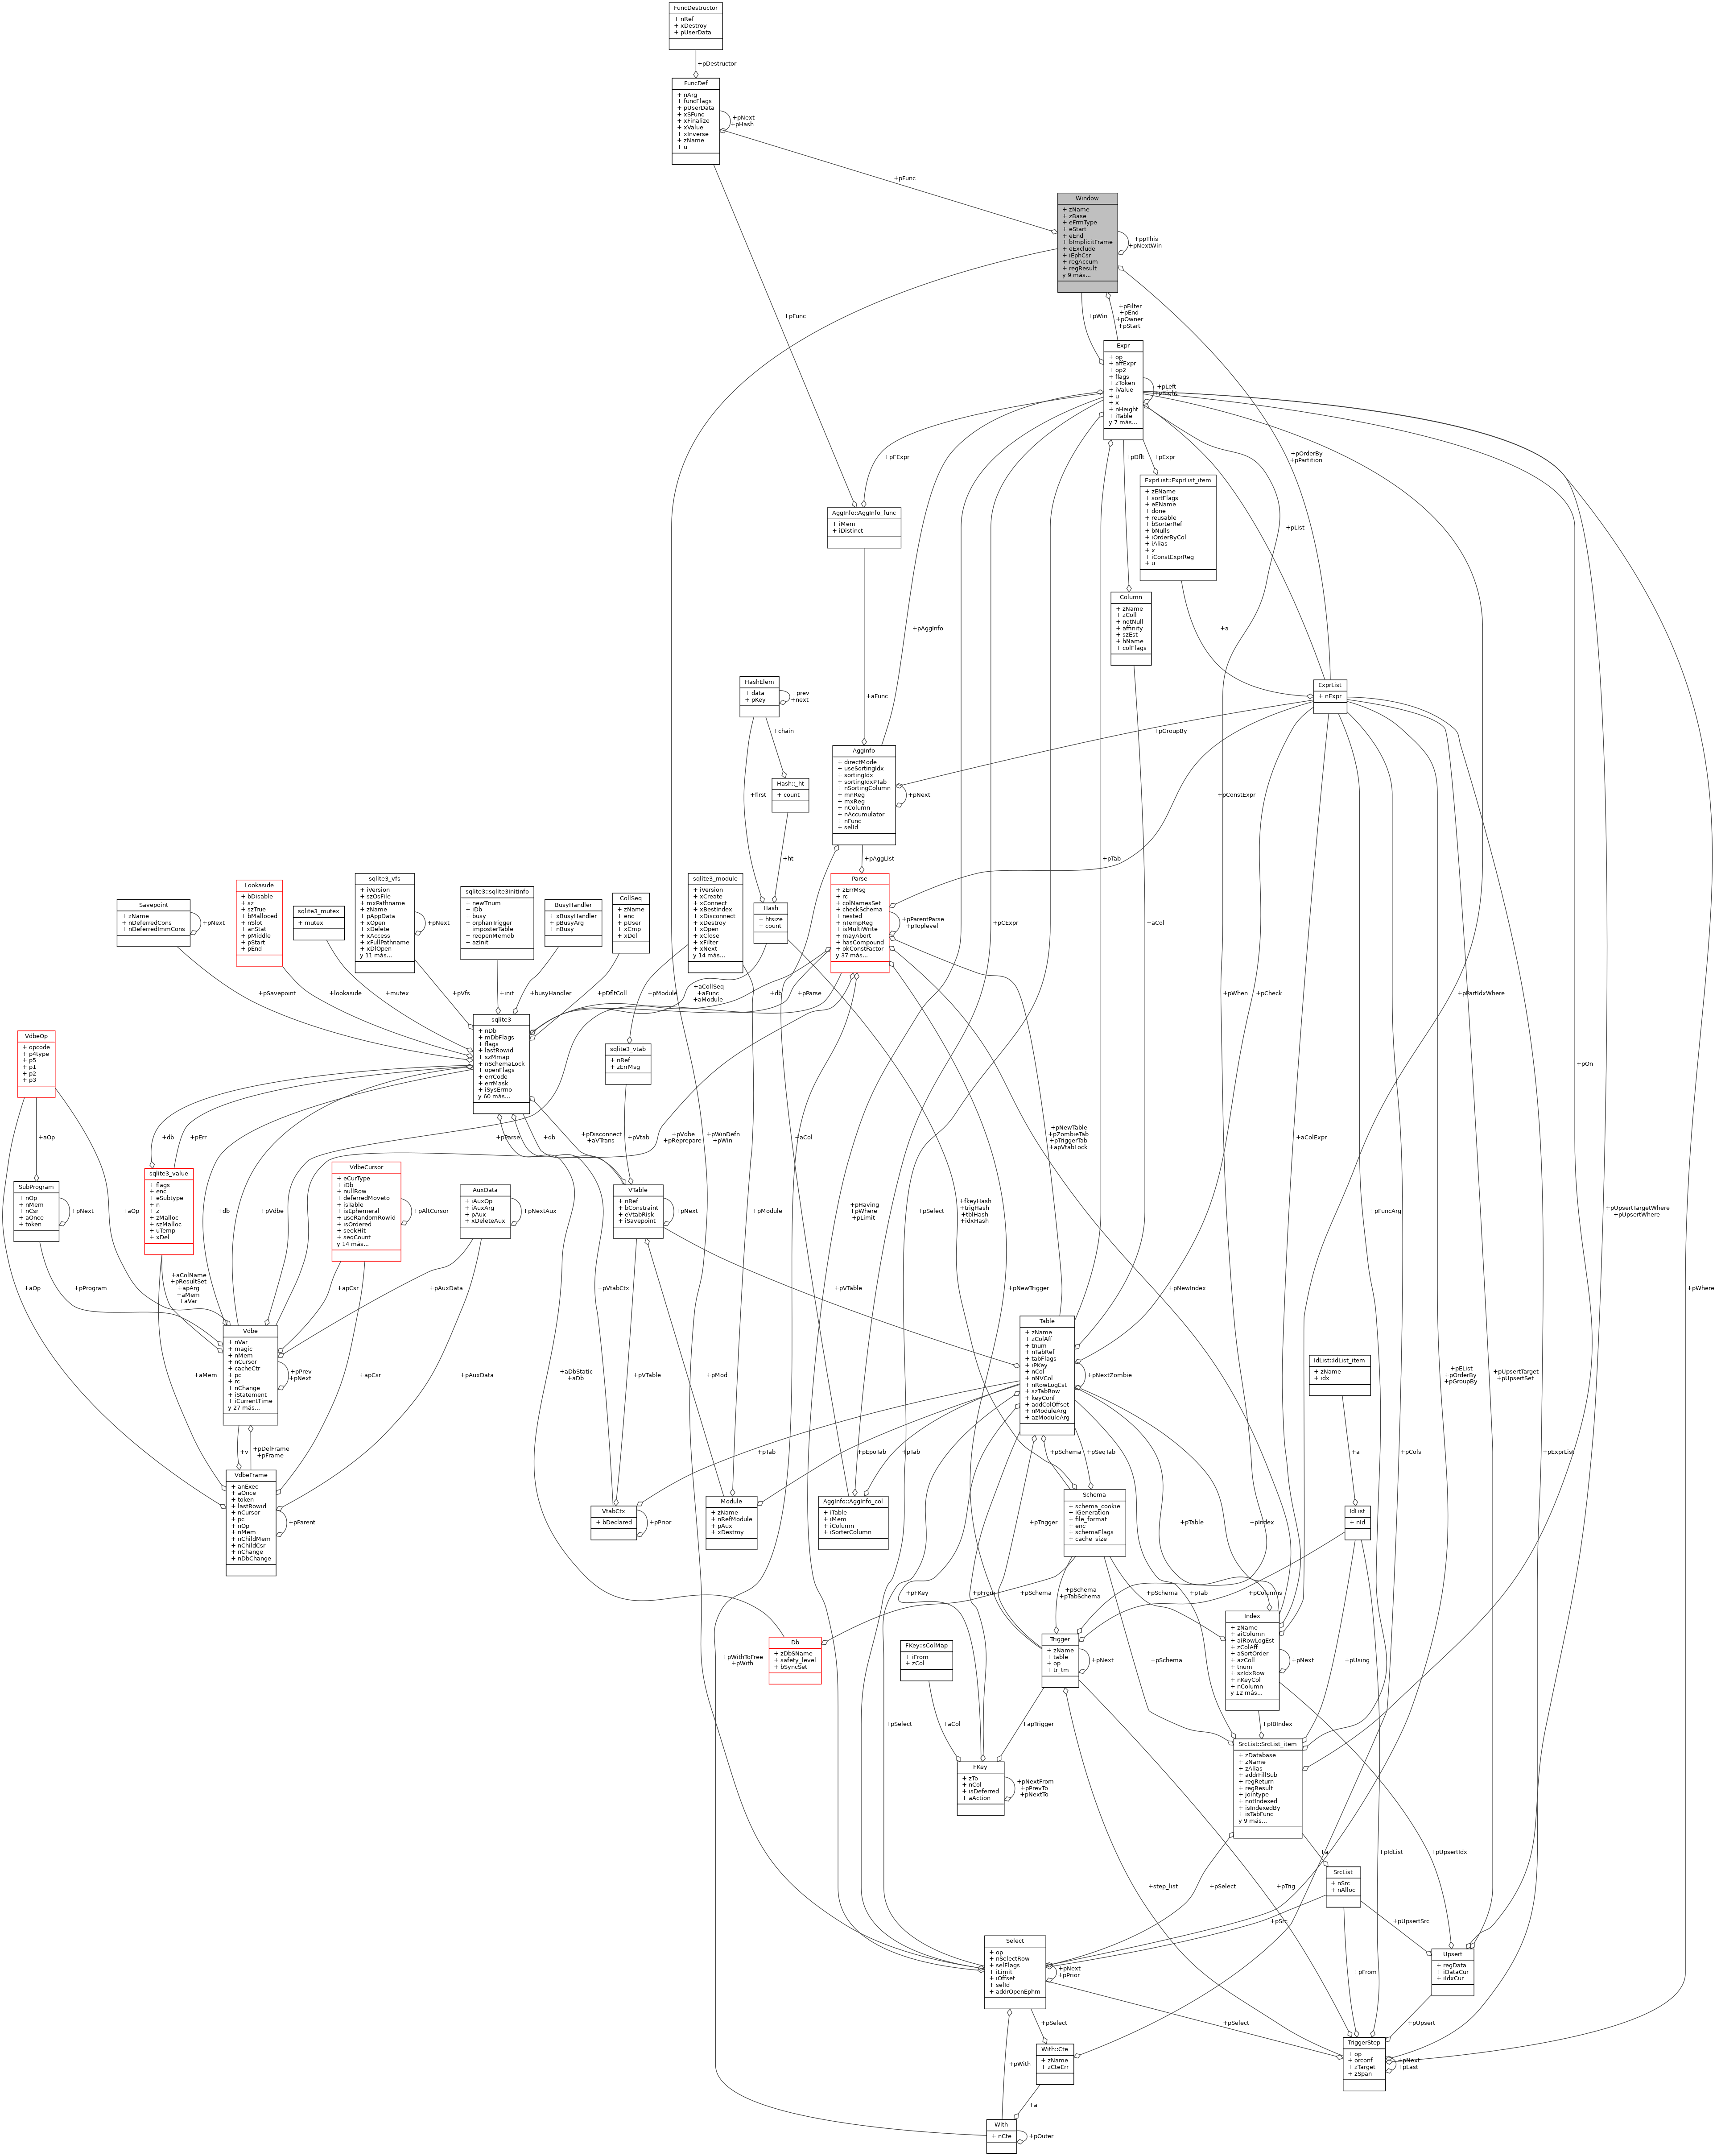 FuncDestructor
+ nRef
+ xDestroy
+ pUserData
+pDestructor
FuncDef
+ nArg
+ funcFlags
+ pUserData
+ xSFunc
+ xFinalize
+ xValue
+ xInverse
+ zName
+ u
+pNext
+pHash
+pFunc
Window
+ zName
+ zBase
+ eFrmType
+ eStart
+ eEnd
+ bImplicitFrame
+ eExclude
+ iEphCsr
+ regAccum
+ regResult
y 9 más...
+ppThis
+pNextWin
+pFunc
+pWin
+pFilter
+pEnd
+pOwner
+pStart
Expr
+ op
+ affExpr
+ op2
+ flags
+ zToken
+ iValue
+ u
+ x
+ nHeight
+ iTable
y 7 más...
+pLeft
+pRight
+pFExpr
+pDflt
+pExpr
+pOrderBy
+pPartition
ExprList::ExprList_item
+ zEName
+ sortFlags
+ eEName
+ done
+ reusable
+ bSorterRef
+ bNulls
+ iOrderByCol
+ iAlias
+ x
+ iConstExprReg
+ u
+pList
AggInfo::AggInfo_func
+ iMem
+ iDistinct
Column
+ zName
+ zColl
+ notNull
+ affinity
+ szEst
+ hName
+ colFlags
+pAggInfo
+a
HashElem
+ data
+ pKey
+prev
+next
+aFunc
ExprList
+ nExpr
+chain
+pGroupBy
AggInfo
+ directMode
+ useSortingIdx
+ sortingIdx
+ sortingIdxPTab
+ nSortingColumn
+ mnReg
+ mxReg
+ nColumn
+ nAccumulator
+ nFunc
+ selId
+pNext
Hash::_ht
+ count
+first
+pConstExpr
+ht
+pAggList
+pTab
Savepoint
+ zName
+ nDeferredCons
+ nDeferredImmCons
+pNext
Lookaside
+ bDisable
+ sz
+ szTrue
+ bMalloced
+ nSlot
+ anStat
+ pMiddle
+ pStart
+ pEnd
sqlite3_mutex
+ mutex
sqlite3_vfs
+ iVersion
+ szOsFile
+ mxPathname
+ zName
+ pAppData
+ xOpen
+ xDelete
+ xAccess
+ xFullPathname
+ xDlOpen
y 11 más...
+pNext
sqlite3::sqlite3InitInfo
+ newTnum
+ iDb
+ busy
+ orphanTrigger
+ imposterTable
+ reopenMemdb
+ azInit
BusyHandler
+ xBusyHandler
+ pBusyArg
+ nBusy
CollSeq
+ zName
+ enc
+ pUser
+ xCmp
+ xDel
sqlite3_module
+ iVersion
+ xCreate
+ xConnect
+ xBestIndex
+ xDisconnect
+ xDestroy
+ xOpen
+ xClose
+ xFilter
+ xNext
y 14 más...
Hash
+ htsize
+ count
Parse
+ zErrMsg
+ rc
+ colNamesSet
+ checkSchema
+ nested
+ nTempReg
+ isMultiWrite
+ mayAbort
+ hasCompound
+ okConstFactor
y 37 más...
+pParentParse
+pToplevel
+pCExpr
+aCol
+pSavepoint
+lookaside
+mutex
+pVfs
+init
+busyHandler
+pDfltColl
+pModule
+aCollSeq
+aFunc
+aModule
+db
+pParse
+pWhen
+pCheck
+pPartIdxWhere
sqlite3
+ nDb
+ mDbFlags
+ flags
+ lastRowid
+ szMmap
+ nSchemaLock
+ openFlags
+ errCode
+ errMask
+ iSysErrno
y 60 más...
sqlite3_vtab
+ nRef
+ zErrMsg
VdbeOp
+ opcode
+ p4type
+ p5
+ p1
+ p2
+ p3
+pOn
+aOp
+db
+pErr
+pParse
+db
+pDisconnect
+aVTrans
+pVtab
+pVdbe
+pReprepare
+pWinDefn
+pWin
+aCol
+pNewTable
+pZombieTab
+pTriggerTab
+apVtabLock
+aColExpr
SubProgram
+ nOp
+ nMem
+ nCsr
+ aOnce
+ token
+pNext
+aOp
sqlite3_value
+ flags
+ enc
+ eSubtype
+ n
+ z
+ zMalloc
+ szMalloc
+ uTemp
+ xDel
+db
+pVdbe
VdbeCursor
+ eCurType
+ iDb
+ nullRow
+ deferredMoveto
+ isTable
+ isEphemeral
+ useRandomRowid
+ isOrdered
+ seekHit
+ seqCount
y 14 más...
+pAltCursor
AuxData
+ iAuxOp
+ iAuxArg
+ pAux
+ xDeleteAux
+pNextAux
VTable
+ nRef
+ bConstraint
+ eVtabRisk
+ iSavepoint
+pNext
+pModule
+pHaving
+pWhere
+pLimit
+pSelect
+fkeyHash
+trigHash
+tblHash
+idxHash
+pFuncArg
+pUpsertTargetWhere
+pUpsertWhere
+aOp
+pProgram
+aColName
+pResultSet
+apArg
+aMem
+aVar
+apCsr
+pAuxData
+pVtabCtx
+pVTable
+pNewTrigger
+pNewIndex
+pWhere
Vdbe
+ nVar
+ magic
+ nMem
+ nCursor
+ cacheCtr
+ pc
+ rc
+ nChange
+ iStatement
+ iCurrentTime
y 27 más...
+pPrev
+pNext
+aMem
+apCsr
+pAuxData
+aDbStatic
+aDb
+pVTable
+pMod
Table
+ zName
+ zColAff
+ tnum
+ nTabRef
+ tabFlags
+ iPKey
+ nCol
+ nNVCol
+ nRowLogEst
+ szTabRow
+ keyConf
+ addColOffset
+ nModuleArg
+ azModuleArg
+pNextZombie
IdList::IdList_item
+ zName
+ idx
+pEList
+pOrderBy
+pGroupBy
+pUpsertTarget
+pUpsertSet
+v
+pDelFrame
+pFrame
+pTab
+pEpoTab
+pTab
+pSchema
+pSeqTab
+a
+pCols
+pExprList
VdbeFrame
+ anExec
+ aOnce
+ token
+ lastRowid
+ nCursor
+ pc
+ nOp
+ nMem
+ nChildMem
+ nChildCsr
+ nChange
+ nDbChange
+pParent
VtabCtx
+ bDeclared
+pPrior
Module
+ zName
+ nRefModule
+ pAux
+ xDestroy
AggInfo::AggInfo_col
+ iTable
+ iMem
+ iColumn
+ iSorterColumn
Schema
+ schema_cookie
+ iGeneration
+ file_format
+ enc
+ schemaFlags
+ cache_size
IdList
+ nId
+pTrigger
+pTable
+pIndex
+pFKey
+pFrom
+pSchema
+pSchema
+pTabSchema
+pSchema
+pTab
+pColumns
Db
+ zDbSName
+ safety_level
+ bSyncSet
FKey::sColMap
+ iFrom
+ zCol
Trigger
+ zName
+ table
+ op
+ tr_tm
+pNext
Index
+ zName
+ aiColumn
+ aiRowLogEst
+ zColAff
+ aSortOrder
+ azColl
+ tnum
+ szIdxRow
+ nKeyCol
+ nColumn
y 12 más...
+pNext
+pWithToFree
+pWith
+pSchema
+pUsing
+pSelect
+aCol
+apTrigger
+pIBIndex
FKey
+ zTo
+ nCol
+ isDeferred
+ aAction
+pNextFrom
+pPrevTo
+pNextTo
SrcList::SrcList_item
+ zDatabase
+ zName
+ zAlias
+ addrFillSub
+ regReturn
+ regResult
+ jointype
+ notIndexed
+ isIndexedBy
+ isTabFunc
y 9 más...
+a
+pIdList
+pUpsertIdx
+step_list
+pSelect
+pTrig
SrcList
+ nSrc
+ nAlloc
+pSrc
+pUpsertSrc
Select
+ op
+ nSelectRow
+ selFlags
+ iLimit
+ iOffset
+ selId
+ addrOpenEphm
+pNext
+pPrior
+pFrom
Upsert
+ regData
+ iDataCur
+ iIdxCur
+pSelect
+pSelect
+pUpsert
With::Cte
+ zName
+ zCteErr
+pWith
TriggerStep
+ op
+ orconf
+ zTarget
+ zSpan
+pNext
+pLast
+a
With
+ nCte
+pOuter